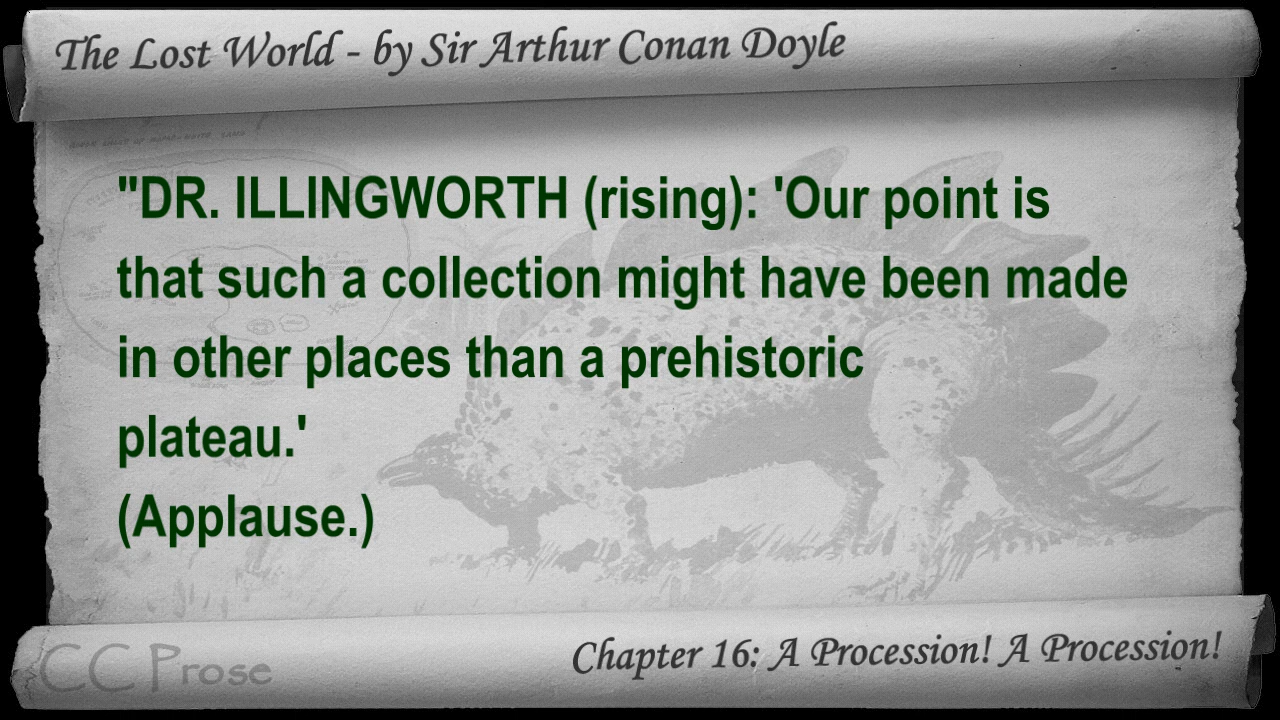 The Lost World - by Sir Arthur Conan Doyle
"DR. ILLINGWORTH (rising): 'Our point is
that such a collection might have been made
in other places than a prehistoric
plateau.'
(Applause.)
CC Prose
Chapter 16: A Procession! A Procession!